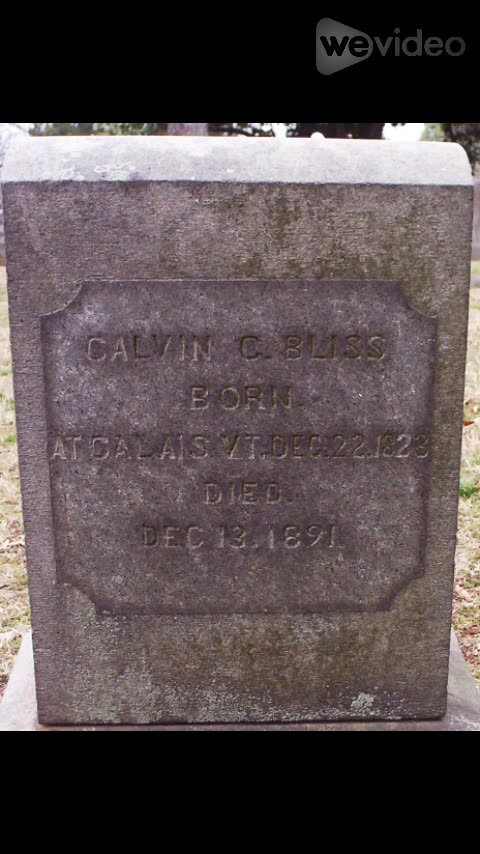 wevideo
CALVIN C. BLISS
BORN
AT CALAIS VT. DEC. 22. 1823
DIED
DEC 13. 1891